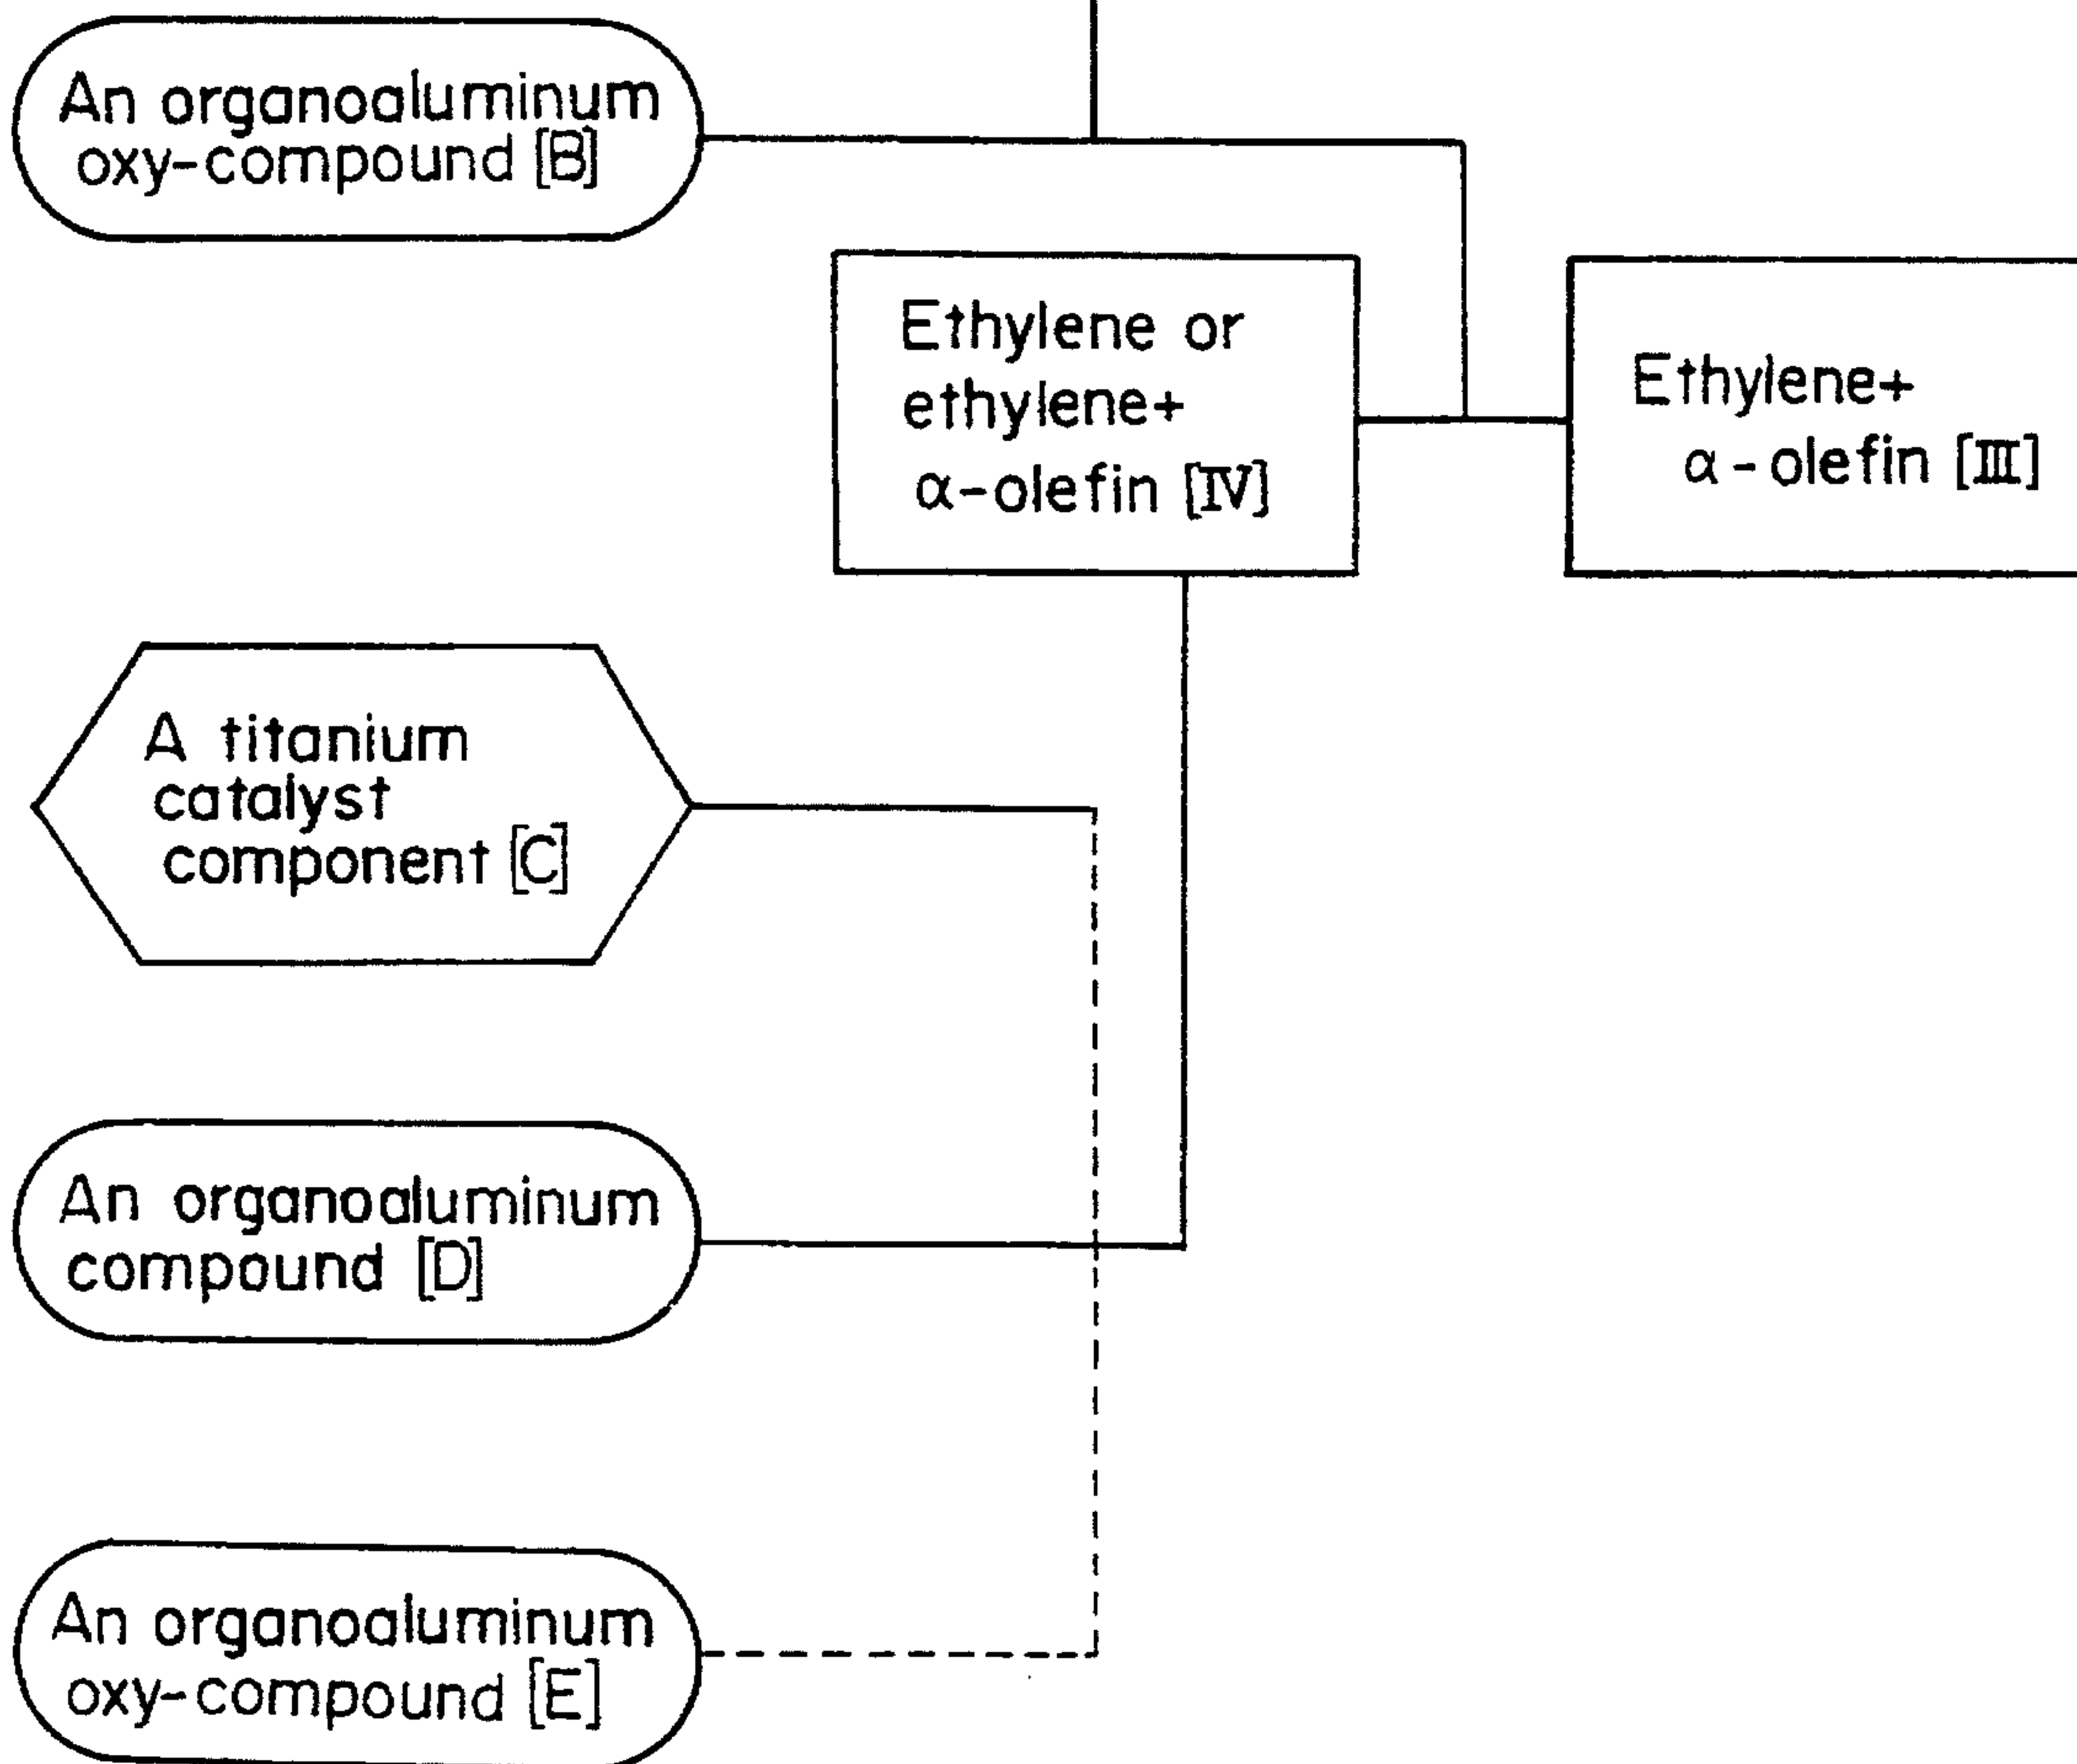 An organoaluminum
oxy-compound [B]
Ethylene or
ethylene+
α-olefin [IV]
Ethylene+
α-olefin [III]
A titanium
catalyst
component [C]
An organoaluminum
compound [D]
An organoaluminum
oxy-compound [E]